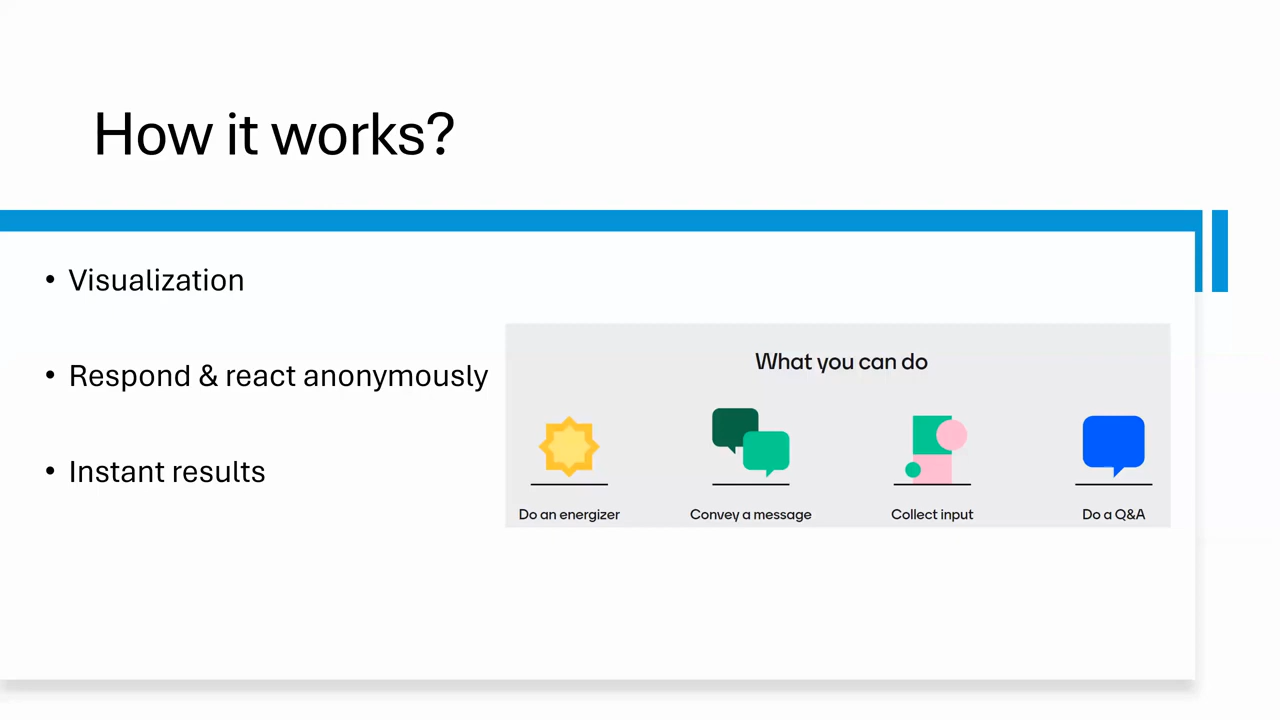 How it works?
• Visualization
• Respond & react anonymously
• Instant results
What you can do
Do an energizer
Convey a message
Collect input
Do a Q&A